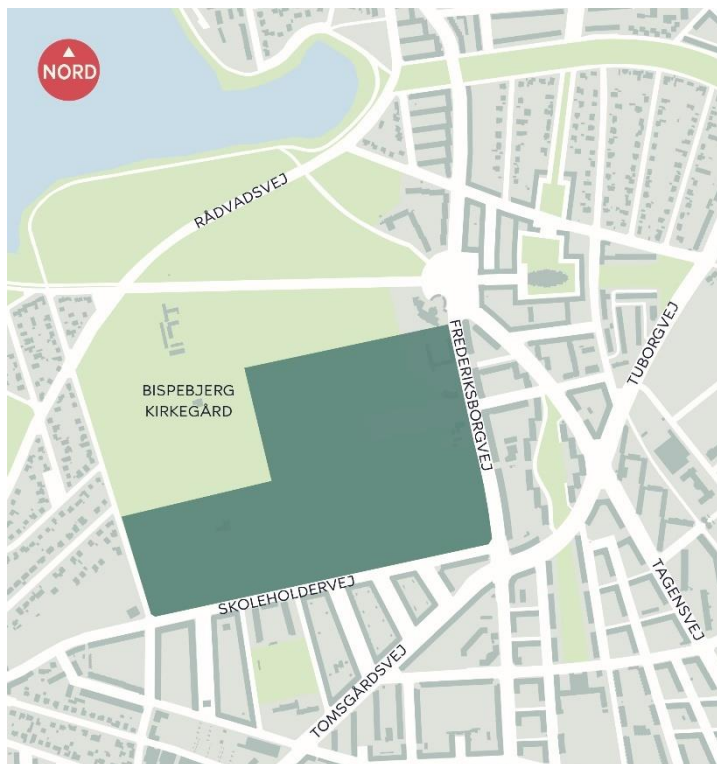 NORD
RÅDVADSVEJ
FREDERIKSBORGVEJ
TUBORGVEJ
BISPEBJERG
KIRKEGÅRD
SKOLEHOLDERVEJ
TAGENSVEJ
TOMSGÅRDSVEJ